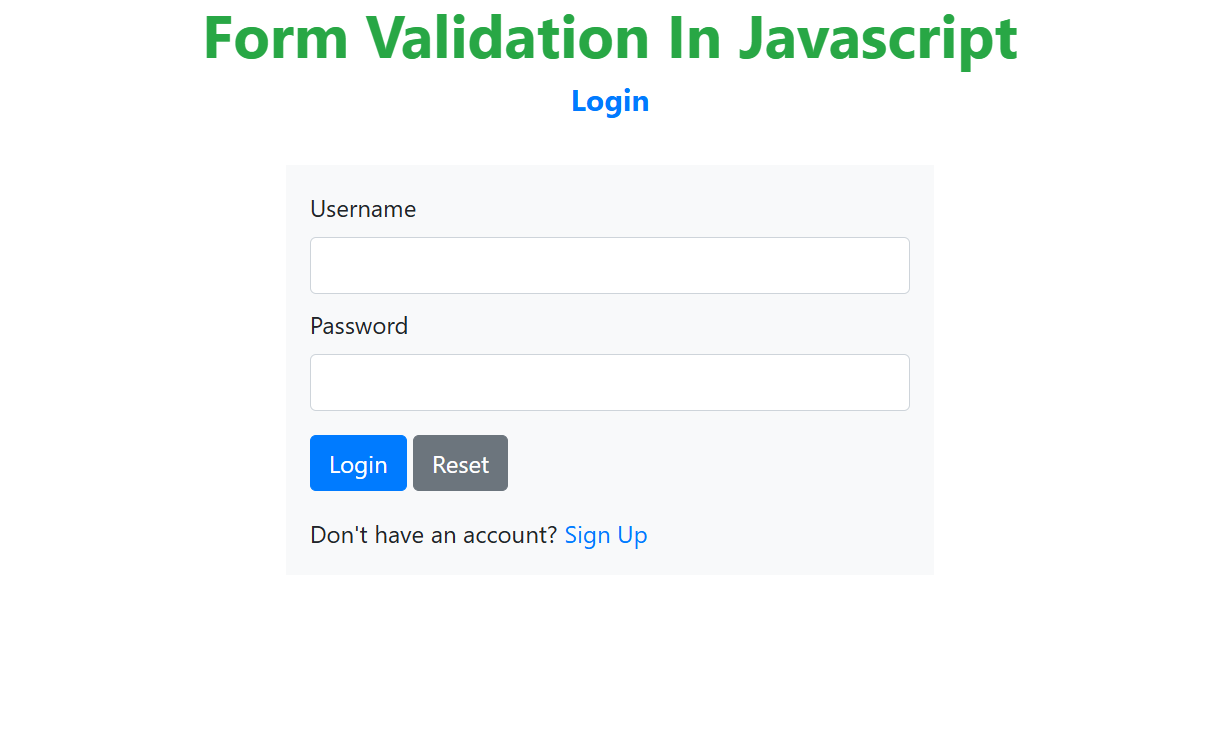 Form Validation In Javascript
Login
Username
Password
Login Reset
Don't have an account? Sign Up